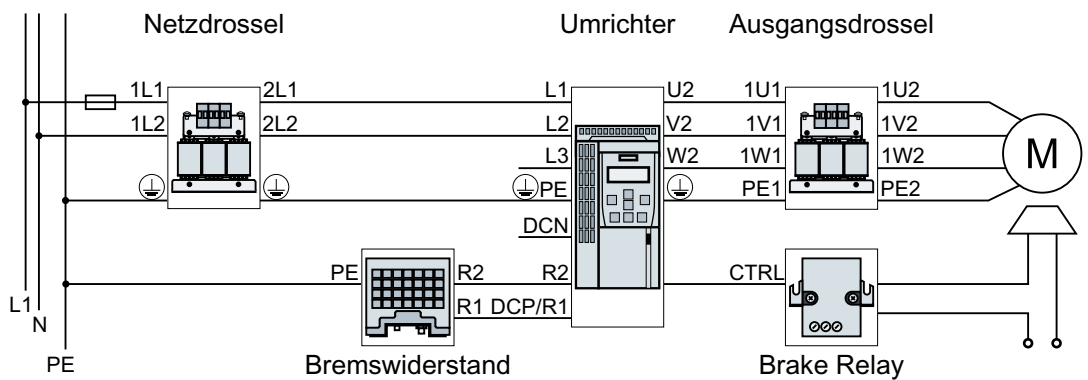 Netzdrossel Umrichter Ausgangsdrossel
1L1 2L1 L1 U2 1U1 1U2
1L2 2L2 L2 V2 1V1 1V2
L3 W2 1W1 1W2
M
PE PE1 PE2
DCN
PE R2 R2 CTRL
R1 DCP/R1
L1
N
PE
Bremswiderstand Brake Relay